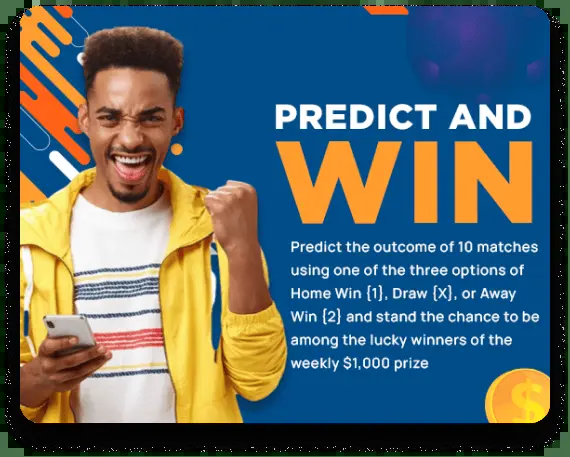 PREDICT AND
WIN
Predict the outcome of 10 matches
using one of the three options of
Home Win {1}, Draw {X}, or Away
Win {2} and stand the chance to be
among the lucky winners of the
weekly $1,000 prize
$